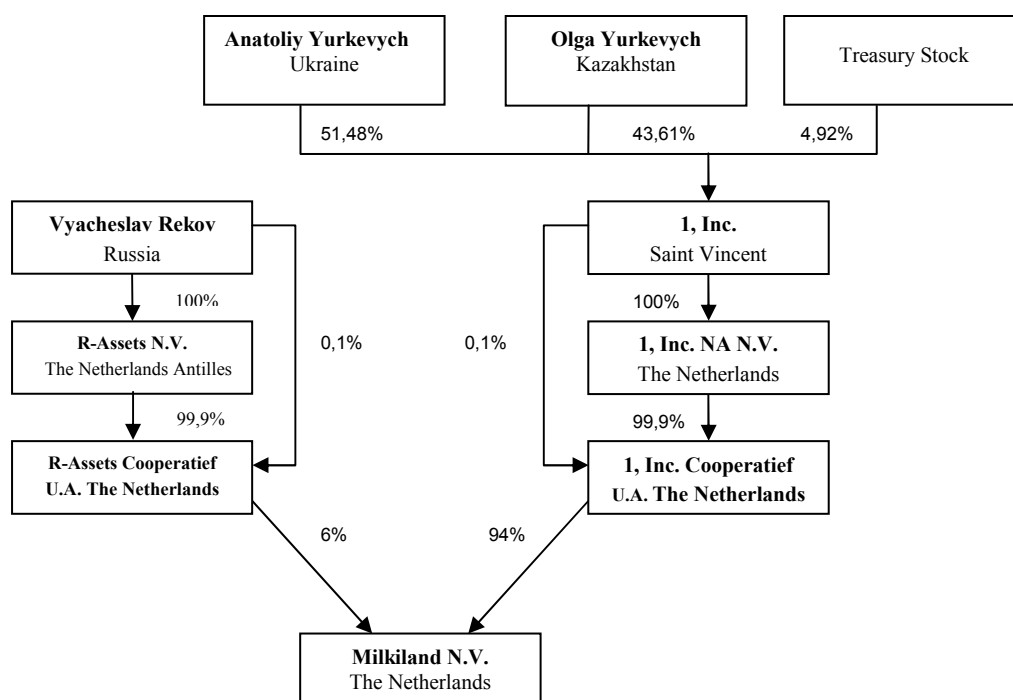 Anatoliy Yurkevych
Ukraine
Olga Yurkevych
Kazakhstan
Treasury Stock
51,48%
43,61%
4,92%
Vyacheslav Rekov
Russia
1, Inc.
Saint Vincent
100%
0,1%
0,1%
100%
R-Assets N.V.
The Netherlands Antilles
1, Inc. NA N.V.
The Netherlands
99,9%
99,9%
R-Assets Cooperatief
U.A. The Netherlands
1, Inc. Cooperatief
U.A. The Netherlands
6%
94%
Milkiland N.V.
The Netherlands